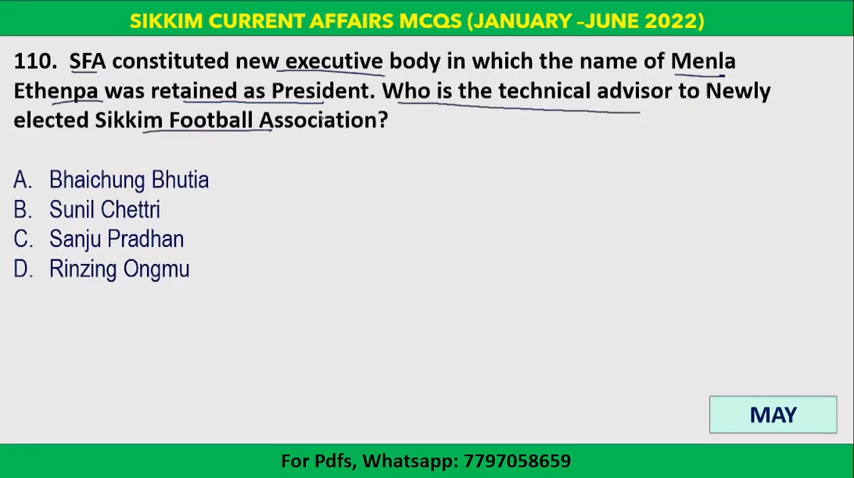 SIKKIM CURRENT AFFAIRS MCQS (JANUARY –JUNE 2022)
110. SFA constituted new executive body in which the name of Menla
Ethenpa was retained as President. Who is the technical advisor to Newly
elected Sikkim Football Association?
A. Bhaichung Bhutia
B. Sunil Chettri
C. Sanju Pradhan
D. Rinzing Ongmu
MAY
For Pdfs, Whatsapp: 7797058659